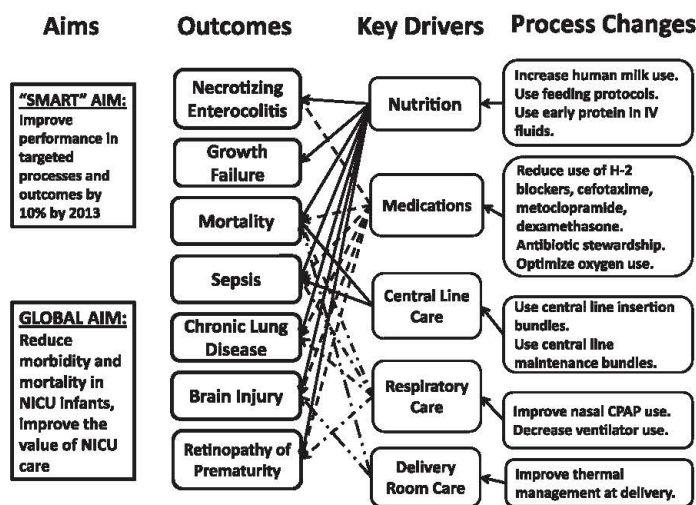 Aims
Outcomes
Key Drivers
Process Changes
"SMART" AIM:
Improve
performance in
targeted
processes and
outcomes by
10% by 2013
GLOBAL AIM:
Reduce
morbidity and
mortality in
NICU infants,
improve the
value of NICU
care
Necrotizing
Enterocolitis
Growth
Failure
Mortality
Sepsis
Chronic Lung
Disease
Brain Injury
Retinopathy of
Prematurity
Nutrition
Medications
Central Line
Care
Respiratory
Care
Delivery
Room Care
Increase human milk use.
Use feeding protocols.
Use early protein in IV
fluids.
Reduce use of H-2
blockers, cefotaxime,
metoclopramide,
dexamethasone.
Antibiotic stewardship.
Optimize oxygen use.
Use central line insertion
bundles.
Use central line
maintenance bundles.
Improve nasal CPAP use.
Decrease ventilator use.
Improve thermal
management at delivery.